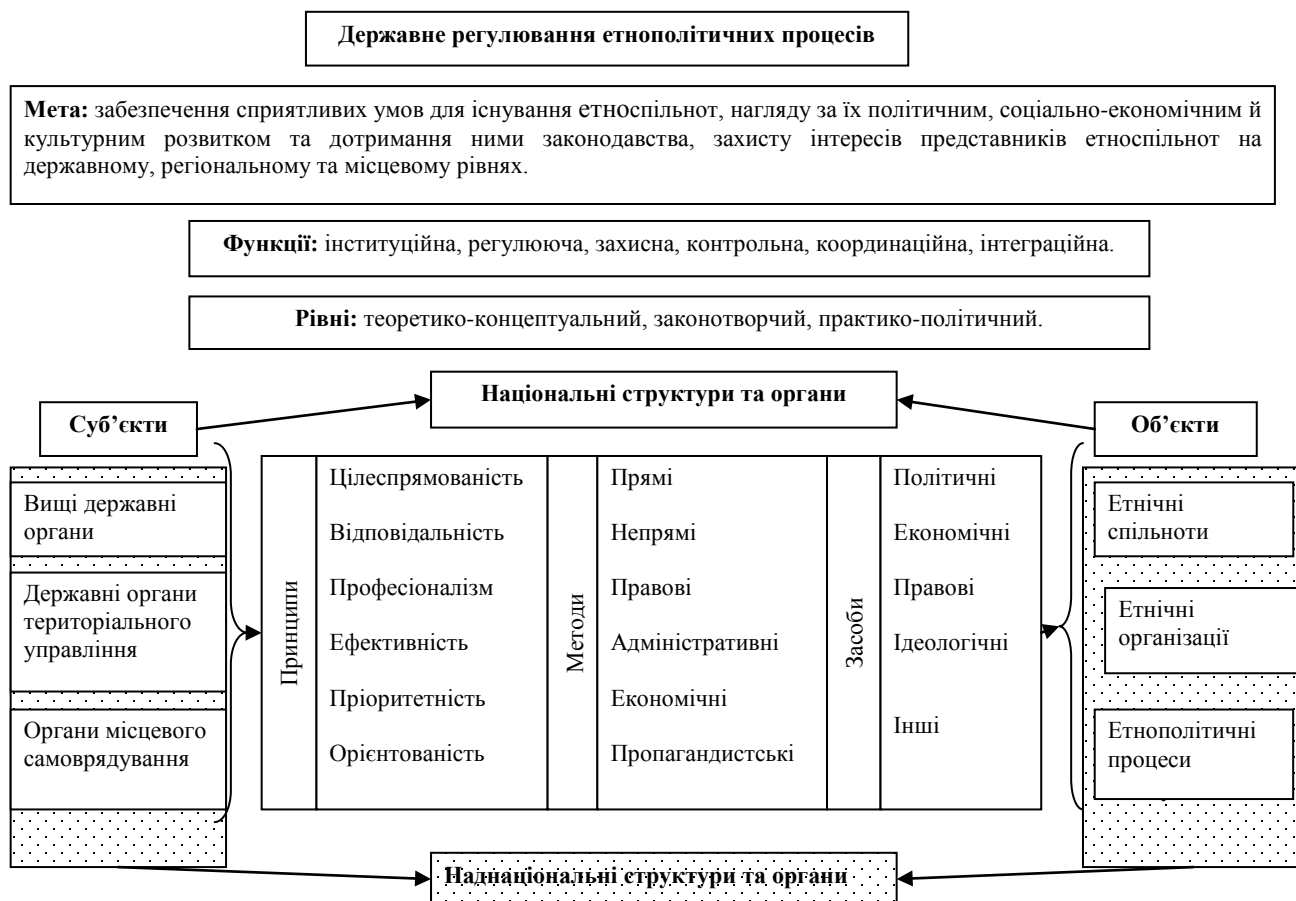 Державне регулювання етнополітичних процесів
Мета: забезпечення сприятливих умов для існування етноспільнот, нагляду за їх політичним, соціально-економічним й
культурним розвитком та дотримання ними законодавства, захисту інтересів представників етноспільнот на
державному, регіональному та місцевому рівнях.
Функції: інституційна, регулююча, захисна, контрольна, координаційна, інтеграційна.
Рівні: теоретико-концептуальний, законотворчий, практико-політичний.
Національні структури та органи
Суб’єкти
Об’єкти
Вищі державні
органи
Державні органи
територіального
управління
Органи місцевого
самоврядування
Принципи
Цілеспрямованість
Відповідальність
Професіоналізм
Ефективність
Пріоритетність
Орієнтованість
Методи
Прямі
Непрямі
Правові
Адміністративні
Економічні
Пропагандистські
Засоби
Політичні
Економічні
Правові
Ідеологічні
Інші
Етнічні
спільноти
Етнічні
організації
Етнополітичні
процеси
Наднаціональні структури та органи